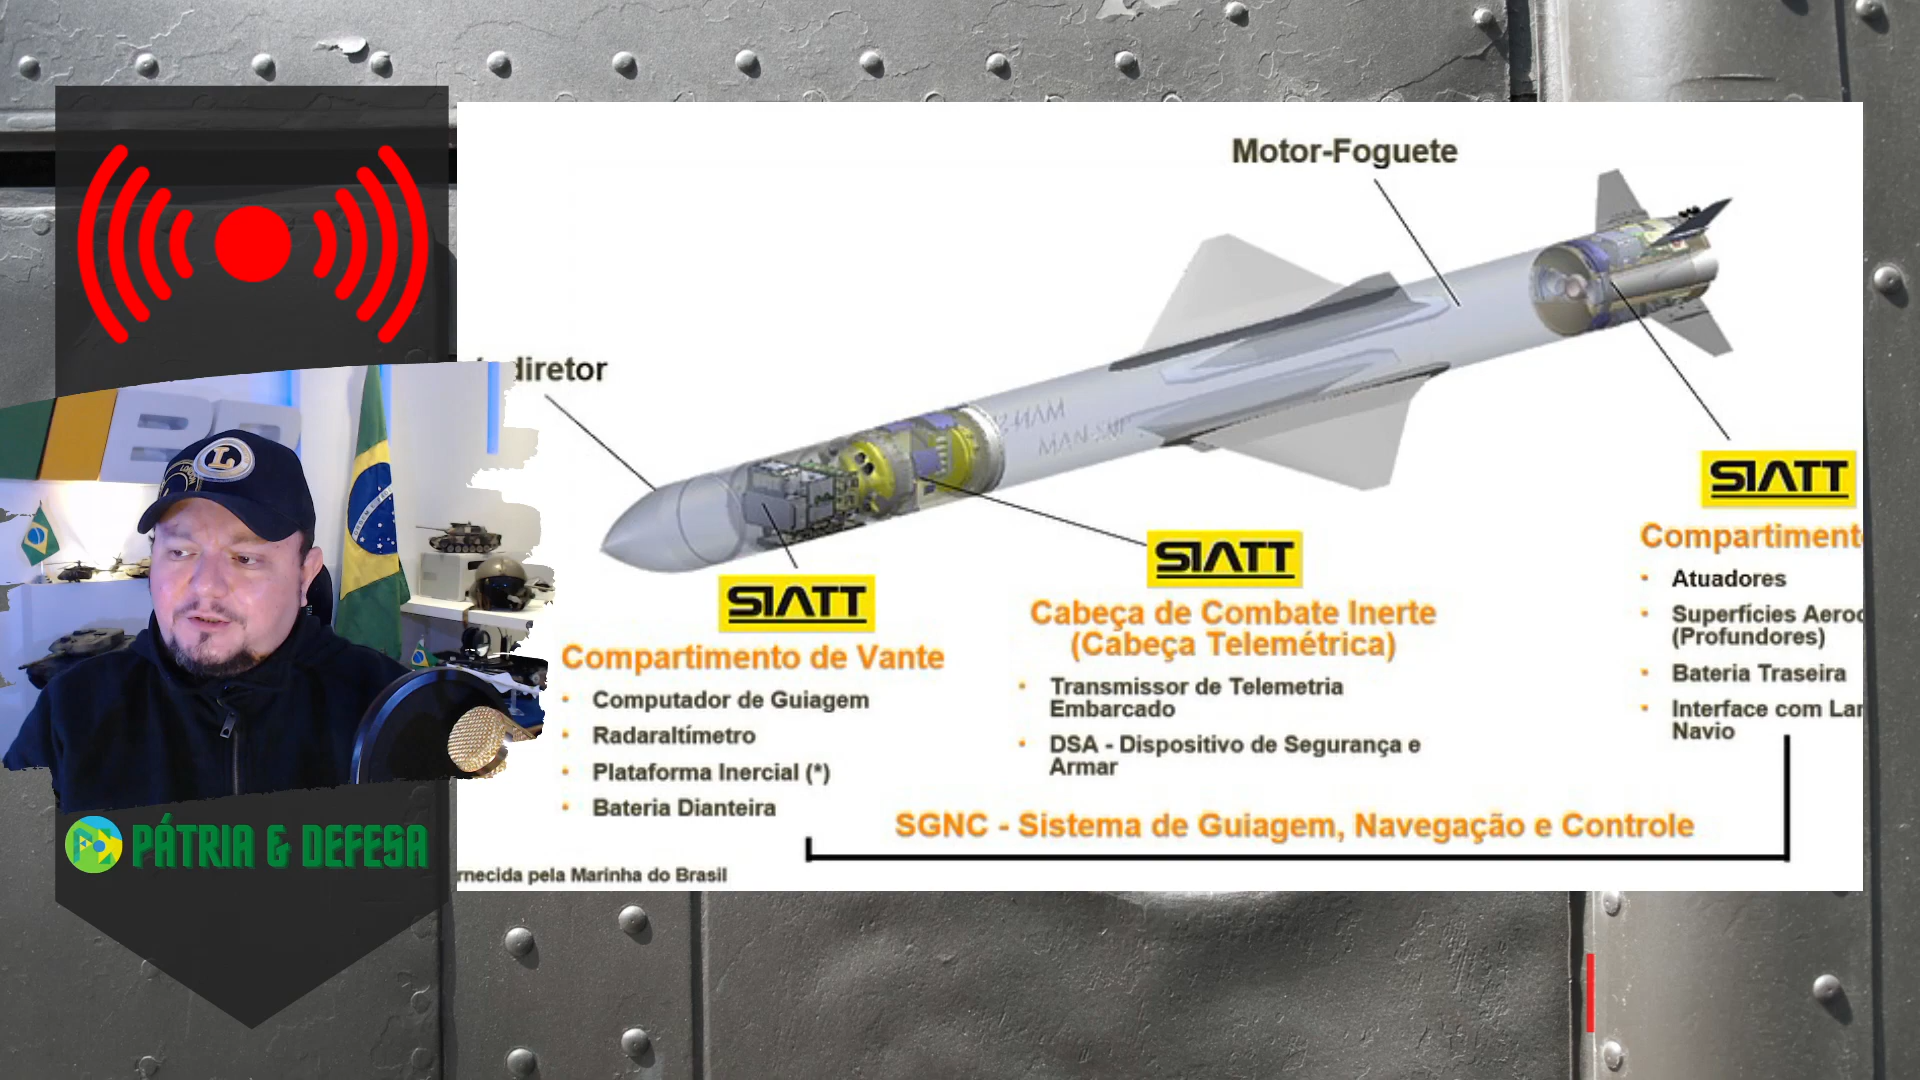 Motor-Foguete
diretor
SIATT
SIATT
SIATT
Compartimento de Vante
• Computador de Guiagem
• Radaraltímetro
• Plataforma Inercial (*)
• Bateria Dianteira
Cabeça de Combate Inerte
(Cabeça Telemétrica)
• Transmissor de Telemetria
Embarcado
• DSA - Dispositivo de Segurança e
Armar
Compartiment
• Atuadores
• Superfícies Aero
(Profundores)
• Bateria Traseira
• Interface com Lar
Navio
SGNC - Sistema de Guiagem, Navegação e Controle
rnecida pela Marinha do Brasil
PÁTRIA & DEFESA
L
LONDON